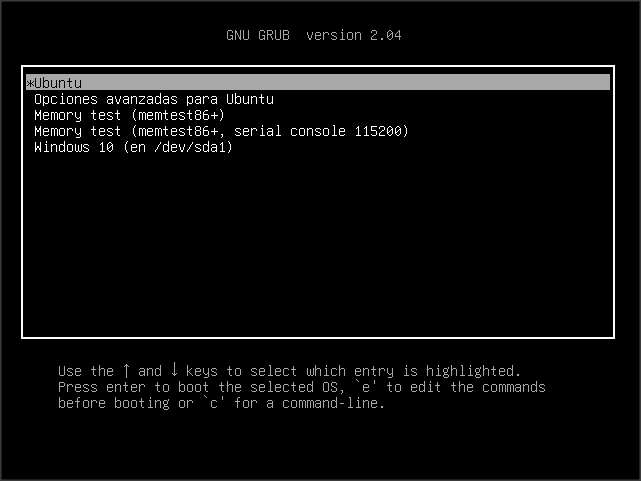 GNU GRUB  version 2.04
*Ubuntu
Opciones avanzadas para Ubuntu
Memory test (memtest86+)
Memory test (memtest86+, serial console 115200)
Windows 10 (en /dev/sda1)
Use the ↑ and ↓ keys to select which entry is highlighted.
Press enter to boot the selected OS, `e' to edit the commands
before booting or `c' for a command-line.